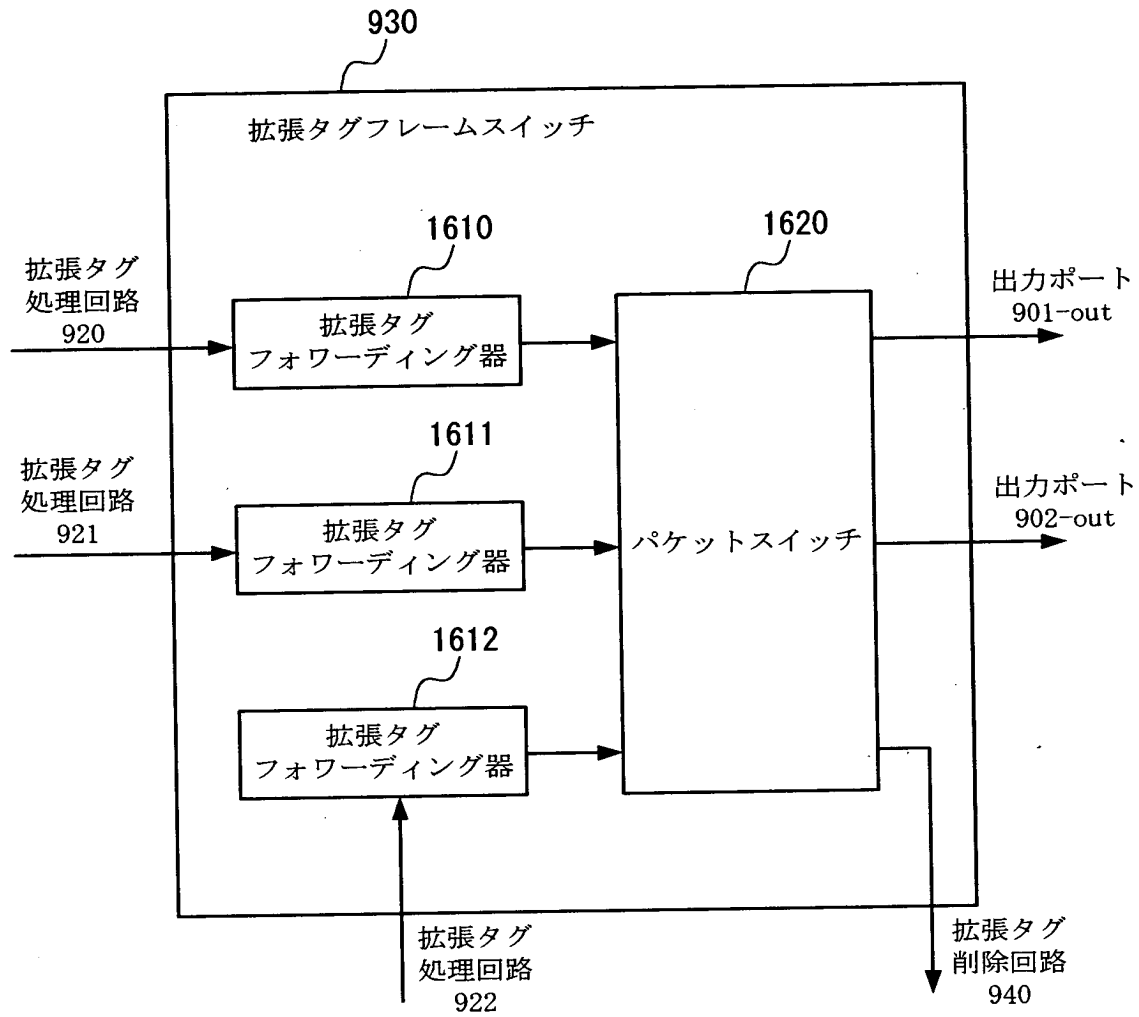 930
拡張タグフレームスイッチ
1610
1620
拡張タグ
処理回路
920
拡張タグ
フォワーディング器
出力ポート
901-out
1611
拡張タグ
処理回路
921
拡張タグ
フォワーディング器
パケットスイッチ
出力ポート
902-out
1612
拡張タグ
フォワーディング器
拡張タグ
処理回路
922
拡張タグ
削除回路
940